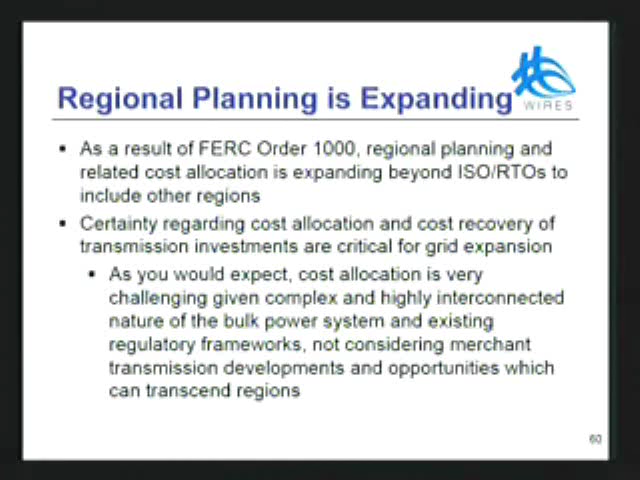 Regional Planning is Expanding
WIRES
• As a result of FERC Order 1000, regional planning and
related cost allocation is expanding beyond ISO/RTOs to
include other regions
• Certainty regarding cost allocation and cost recovery of
transmission investments are critical for grid expansion
• As you would expect, cost allocation is very
challenging given complex and highly interconnected
nature of the bulk power system and existing
regulatory frameworks, not considering merchant
transmission developments and opportunities which
can transcend regions
60